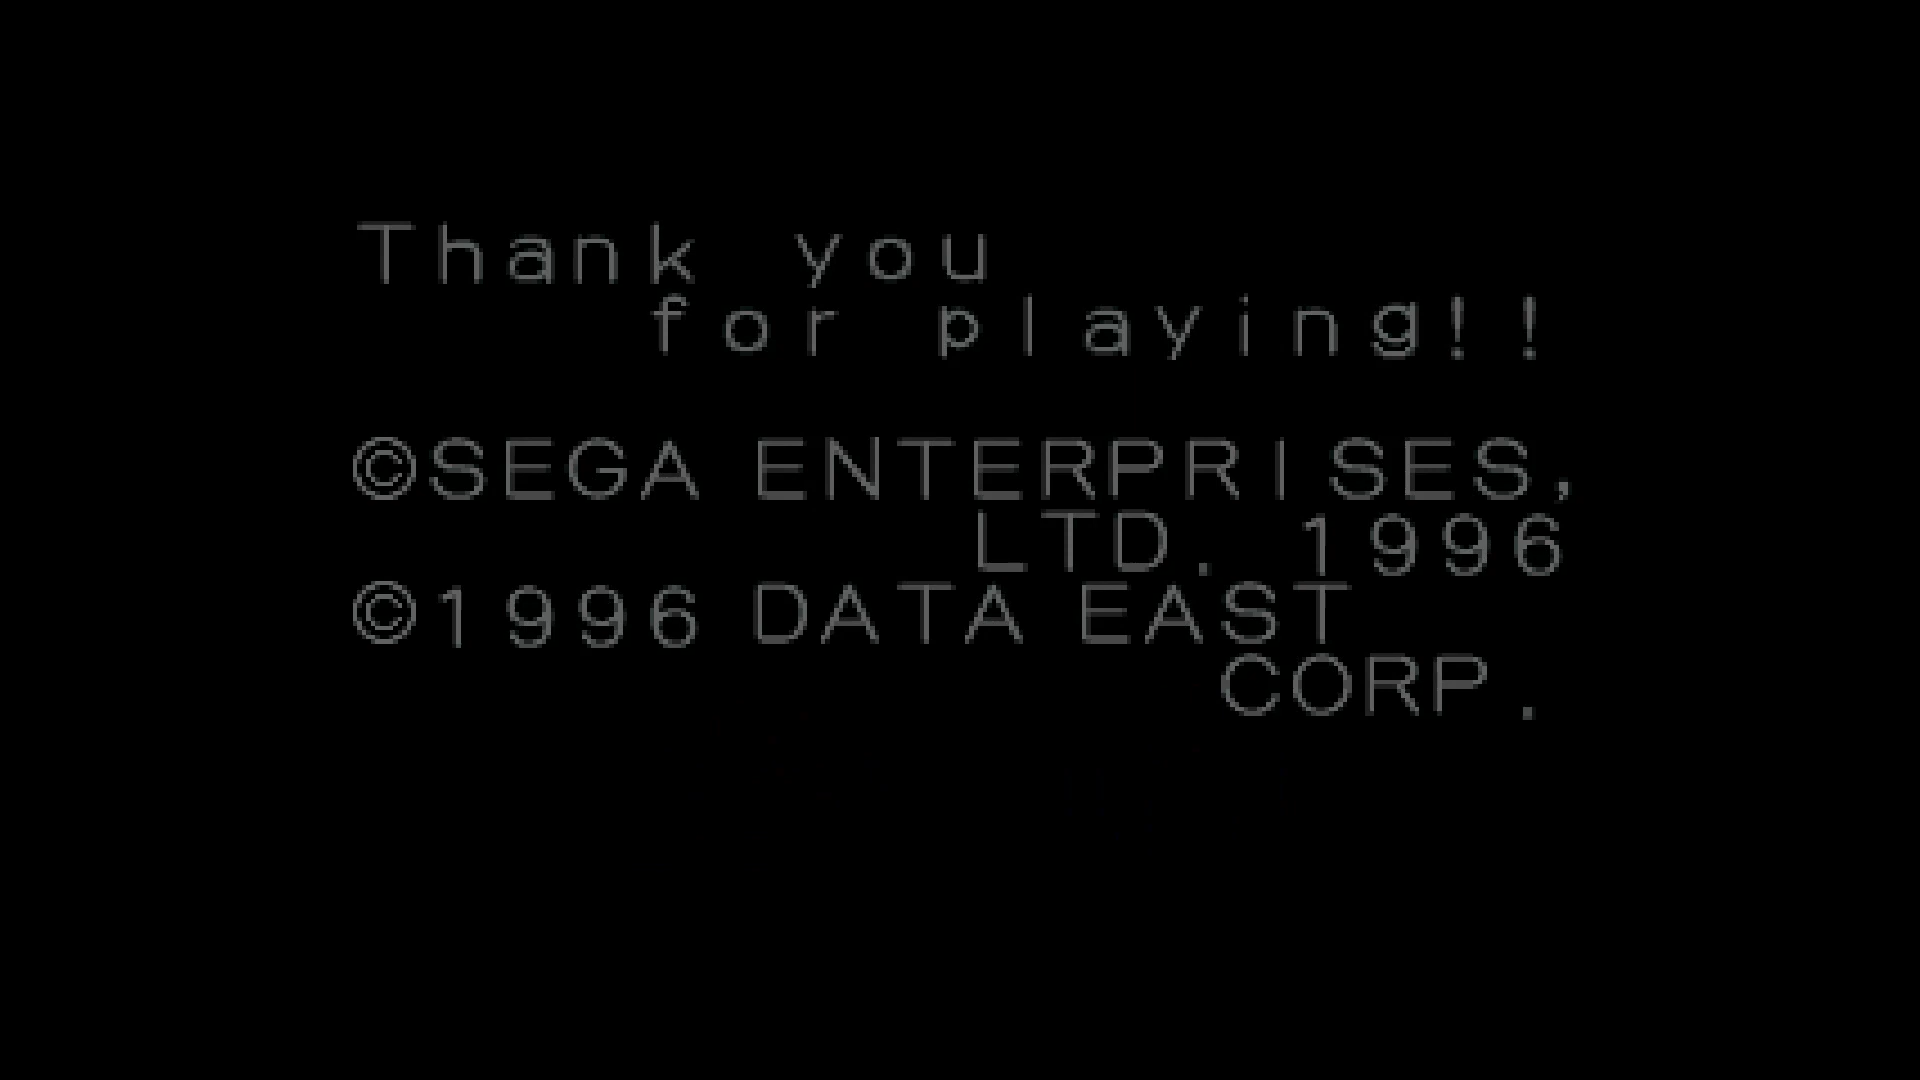 Thank you
for playing!!
©SEGA ENTERPRISES,
LTD. 1996
©1996 DATA EAST
CORP.